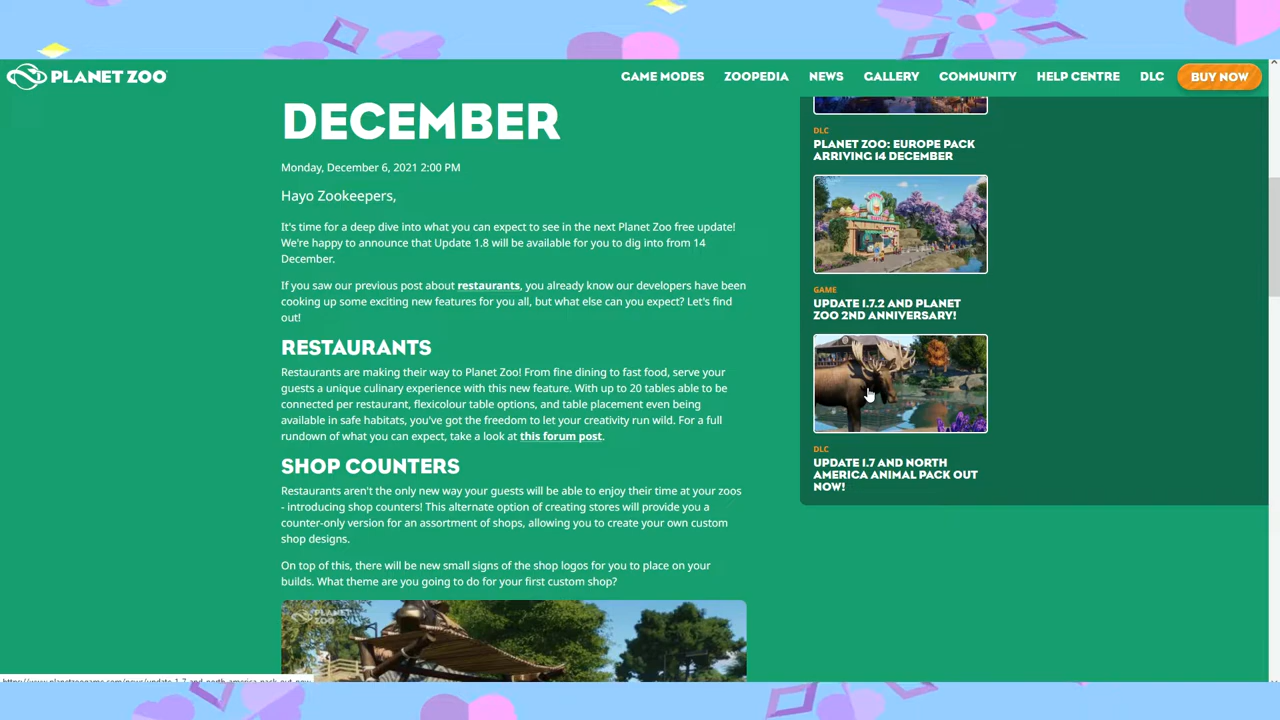 PLANET ZOO
GAME MODES ZOOPEDIA NEWS GALLERY COMMUNITY HELP CENTRE DLC BUY NOW
DECEMBER
Monday, December 6, 2021 2:00 PM
Hayo Zookeepers,
It's time for a deep dive into what you can expect to see in the next Planet Zoo free update!
We're happy to announce that Update 1.8 will be available for you to dig into from 14
December.
If you saw our previous post about restaurants, you already know our developers have been
cooking up some exciting new features for you all, but what else can you expect? Let's find
out!
RESTAURANTS
Restaurants are making their way to Planet Zoo! From fine dining to fast food, serve your
guests a unique culinary experience with this new feature. With up to 20 tables able to be
connected per restaurant, flexicolour table options, and table placement even being
available in safe habitats, you've got the freedom to let your creativity run wild. For a full
rundown of what you can expect, take a look at this forum post.
SHOP COUNTERS
Restaurants aren't the only new way your guests will be able to enjoy their time at your zoos
- introducing shop counters! This alternate option of creating stores will provide you a
counter-only version for an assortment of shops, allowing you to create your own custom
shop designs.
On top of this, there will be new small signs of the shop logos for you to place on your
builds. What theme are you going to do for your first custom shop?
PLANET
ZOO
DLC
PLANET ZOO: EUROPE PACK
ARRIVING 14 DECEMBER
GAME
UPDATE 1.7.2 AND PLANET
ZOO 2ND ANNIVERSARY!
DLC
UPDATE 1.7 AND NORTH
AMERICA ANIMAL PACK OUT
NOW!